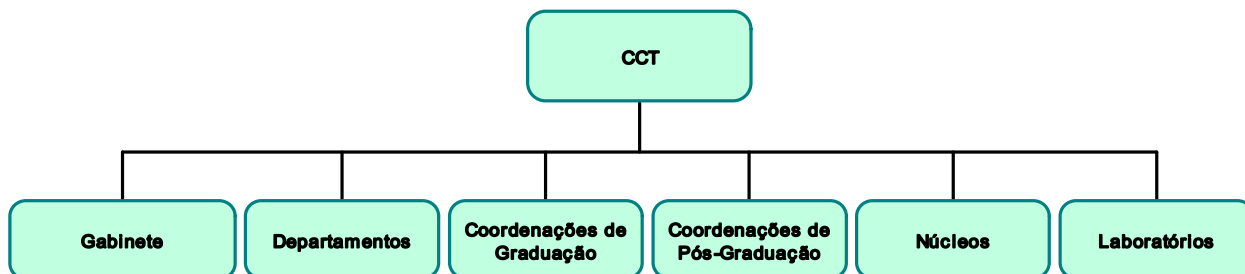 CCT
Gabinete
Departamentos
Coordenações de
Graduação
Coordenações de
Pós-Graduação
Núcleos
Laboratórios